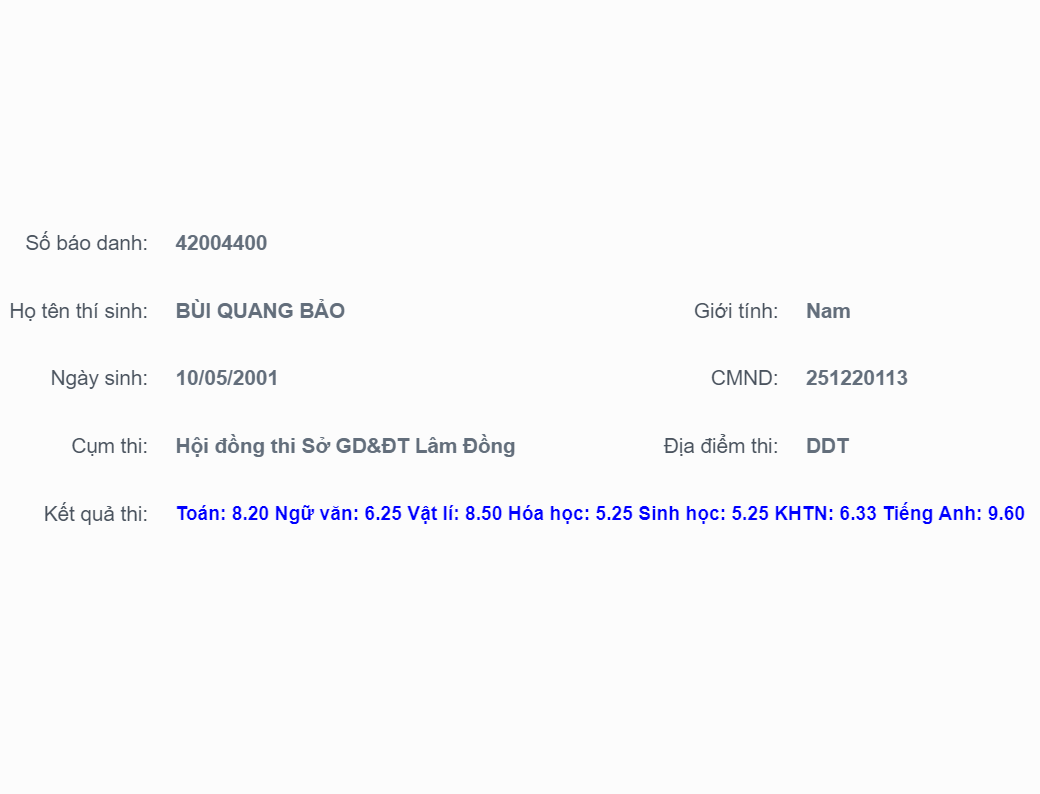 Số báo danh: 42004400
Họ tên thí sinh: BÙI QUANG BẢO Giới tính: Nam
Ngày sinh: 10/05/2001 CMND: 251220113
Cụm thi: Hội đồng thi Sở GD&ĐT Lâm Đồng Địa điểm thi: DDT
Kết quả thi: Toán: 8.20 Ngữ văn: 6.25 Vật lí: 8.50 Hóa học: 5.25 Sinh học: 5.25 KHTN: 6.33 Tiếng Anh: 9.60